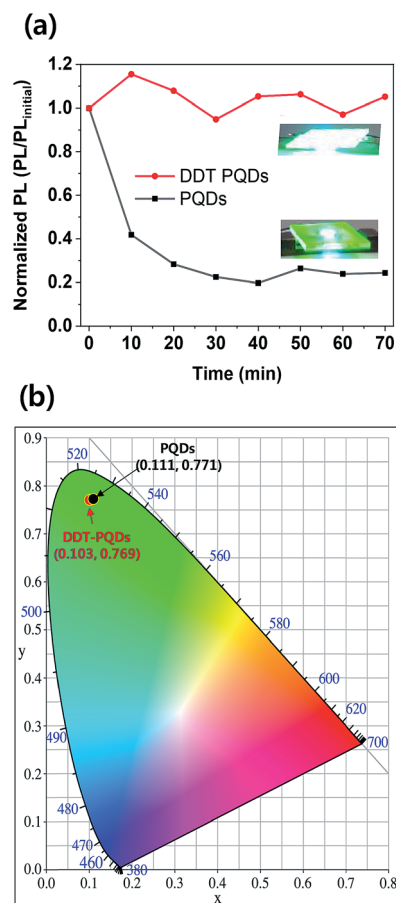 (a)
Normalized PL (PL/PLinitial)
1.2
1.0
0.8
0.6
0.4
0.2
0.0
DDT PQDs
PQDs
0 10 20 30 40 50 60 70
Time (min)
(b)
0.9
0.8
0.7
0.6
0.5
y
0.4
0.3
0.2
0.1
0.0
520
PQDs
(0.111, 0.771)
540
DDT-PQDs
(0.103, 0.769)
560
500
580
600
620
490
700
480
470
460
380
0.0 0.1 0.2 0.3 0.4 0.5 0.6 0.7 0.8
x